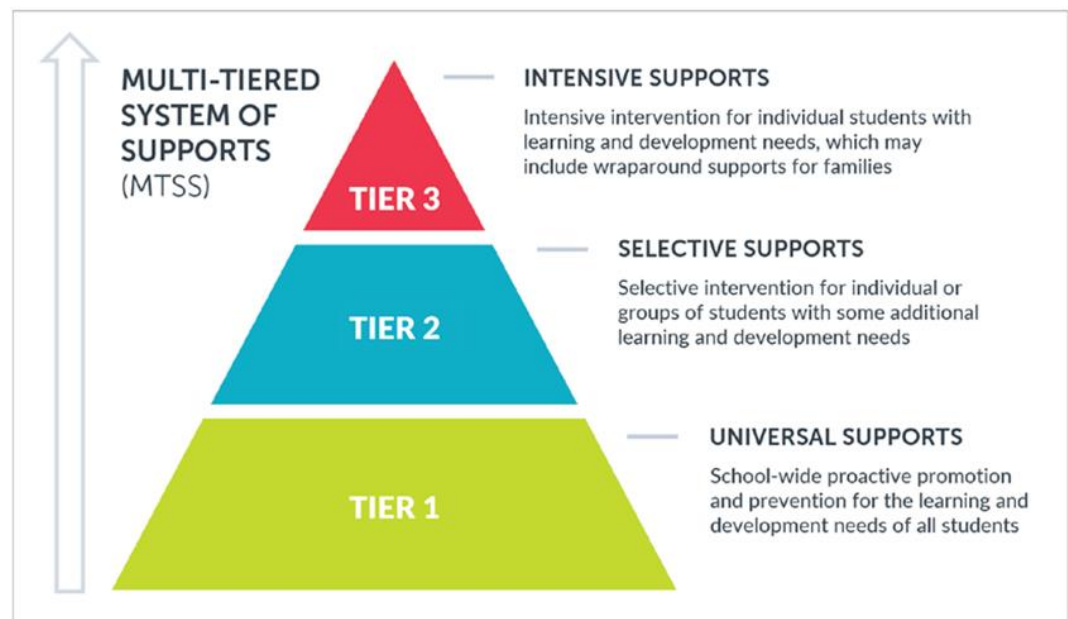 MULTI-TIERED
SYSTEM OF
SUPPORTS
(MTSS)
INTENSIVE SUPPORTS
Intensive intervention for individual students with
learning and development needs, which may
include wraparound supports for families
TIER 3
SELECTIVE SUPPORTS
Selective intervention for individual or
groups of students with some additional
learning and development needs
TIER 2
UNIVERSAL SUPPORTS
School-wide proactive promotion
and prevention for the learning and
development needs of all students
TIER 1